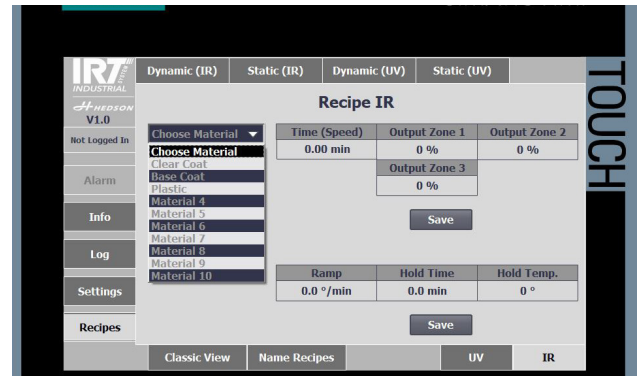 IRT
SYSTEM
INDUSTRIAL
HEDSON
V1.0
Not Logged In
Alarm
Info
Log
Settings
Recipes
Dynamic (IR) Static (IR) Dynamic (UV) Static (UV)
Recipe IR
Choose Material
Choose Material
Clear Coat
Base Coat
Plastic
Material 4
Material 5
Material 6
Material 7
Material 8
Material 9
Material 10
Time (Speed) Output Zone 1 Output Zone 2
0.00 min 0 % 0 %
Output Zone 3
0 %
Save
Ramp Hold Time Hold Temp.
0.0 °/min 0.0 min 0 °
Save
Classic View Name Recipes UV IR
TOUCH